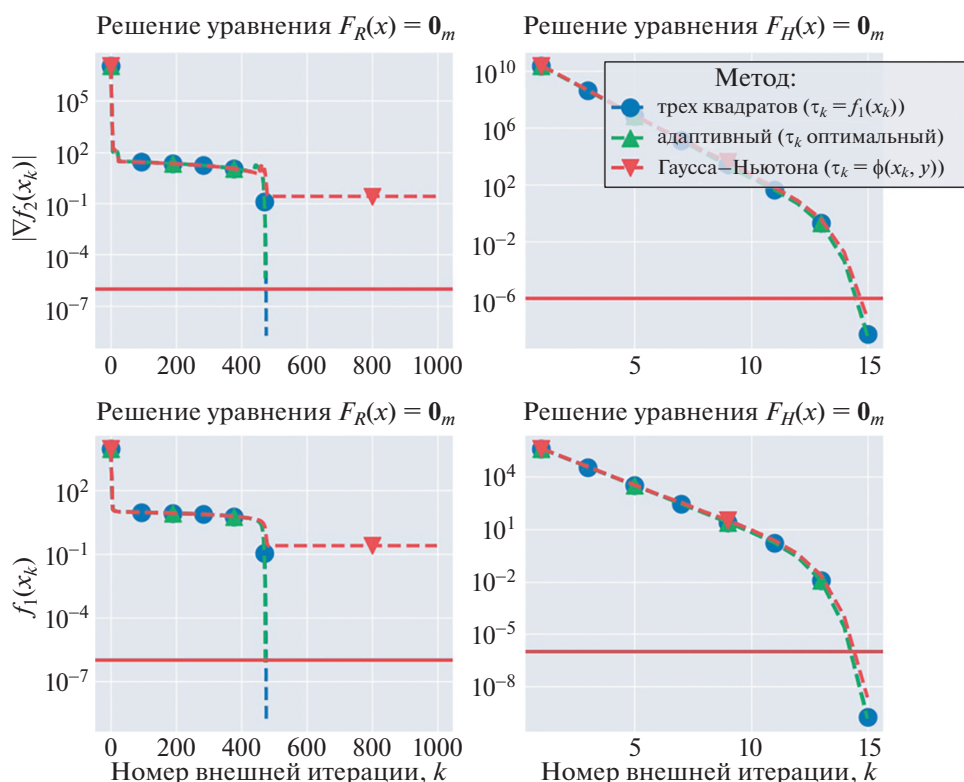 Решение уравнения F_R(x) = 0_m
Решение уравнения F_H(x) = 0_m
|∇f_2(x_k)|
10^5
10^2
10^{-1}
10^{-4}
10^{-7}
0 200 400 600 800 1000
10^{10}
10^6
10^2
10^{-2}
10^{-6}
5 10 15
Метод:
трех квадратов (τ_k = f_1(x_k))
адаптивный (τ_k оптимальный)
Гаусса–Ньютона (τ_k = ϕ(x_k, y))
Решение уравнения F_R(x) = 0_m
Решение уравнения F_H(x) = 0_m
f_1(x_k)
10^2
10^{-1}
10^{-4}
10^{-7}
0 200 400 600 800 1000
Номер внешней итерации, k
10^4
10^1
10^{-2}
10^{-5}
10^{-8}
5 10 15
Номер внешней итерации, k